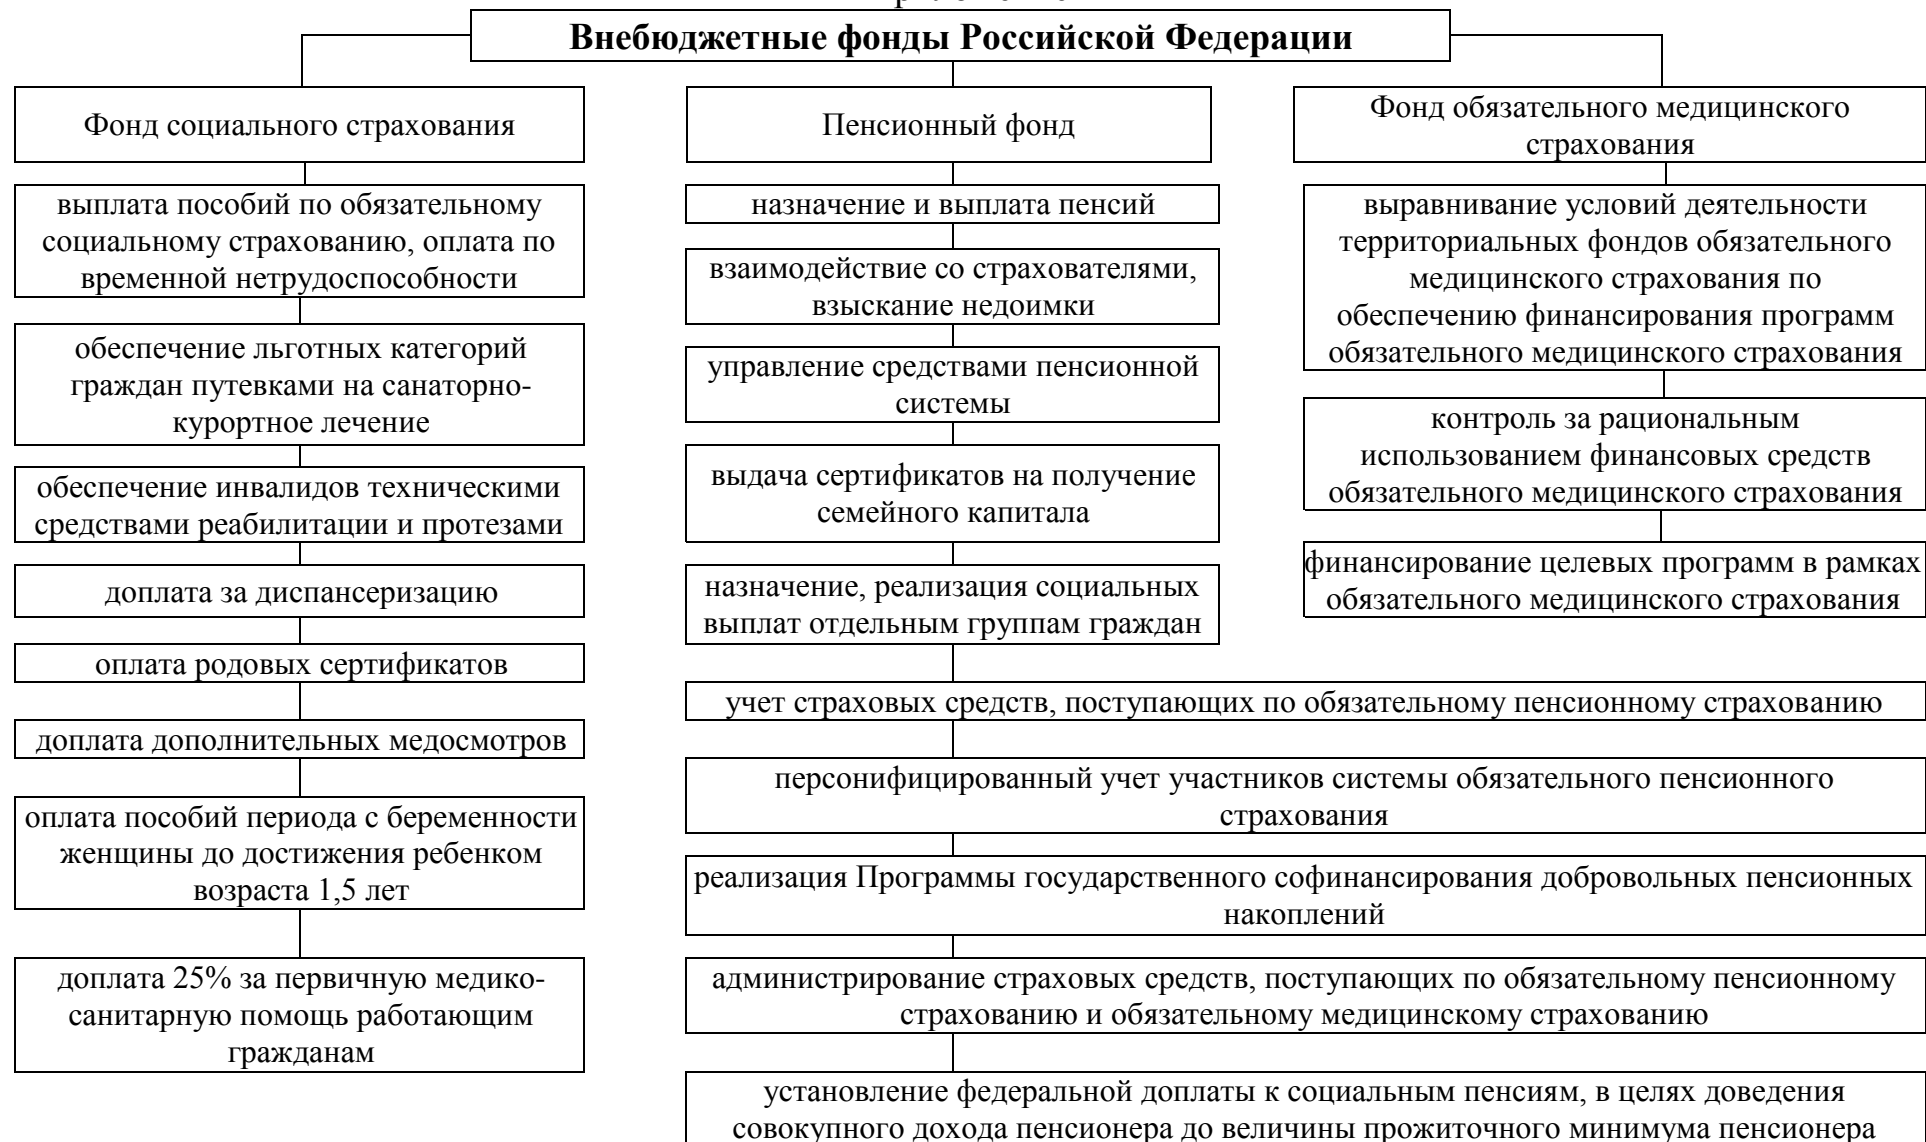 Внебюджетные фонды Российской Федерации
Фонд социального страхования
выплата пособий по обязательному
социальному страхованию, оплата по
временной нетрудоспособности
обеспечение льготных категорий
граждан путевками на санаторно-
курортное лечение
обеспечение инвалидов техническими
средствами реабилитации и протезами
доплата за диспансеризацию
оплата родовых сертификатов
доплата дополнительных медосмотров
оплата пособий периода с беременности
женщины до достижения ребенком
возраста 1,5 лет
доплата 25% за первичную медико-
санитарную помощь работающим
гражданам
Пенсионный фонд
назначение и выплата пенсий
взаимодействие со страхователями,
взыскание недоимки
управление средствами пенсионной
системы
выдача сертификатов на получение
семейного капитала
назначение, реализация социальных
выплат отдельным группам граждан
учет страховых средств, поступающих по обязательному пенсионному страхованию
персонифицированный учет участников системы обязательного пенсионного
страхования
реализация Программы государственного софинансирования добровольных пенсионных
накоплений
администрирование страховых средств, поступающих по обязательному пенсионному
страхованию и обязательному медицинскому страхованию
установление федеральной доплаты к социальным пенсиям, в целях доведения
совокупного дохода пенсионера до величины прожиточного минимума пенсионера
Фонд обязательного медицинского
страхования
выравнивание условий деятельности
территориальных фондов обязательного
медицинского страхования по
обеспечению финансирования программ
обязательного медицинского страхования
контроль за рациональным
использованием финансовых средств
обязательного медицинского страхования
финансирование целевых программ в рамках
обязательного медицинского страхования